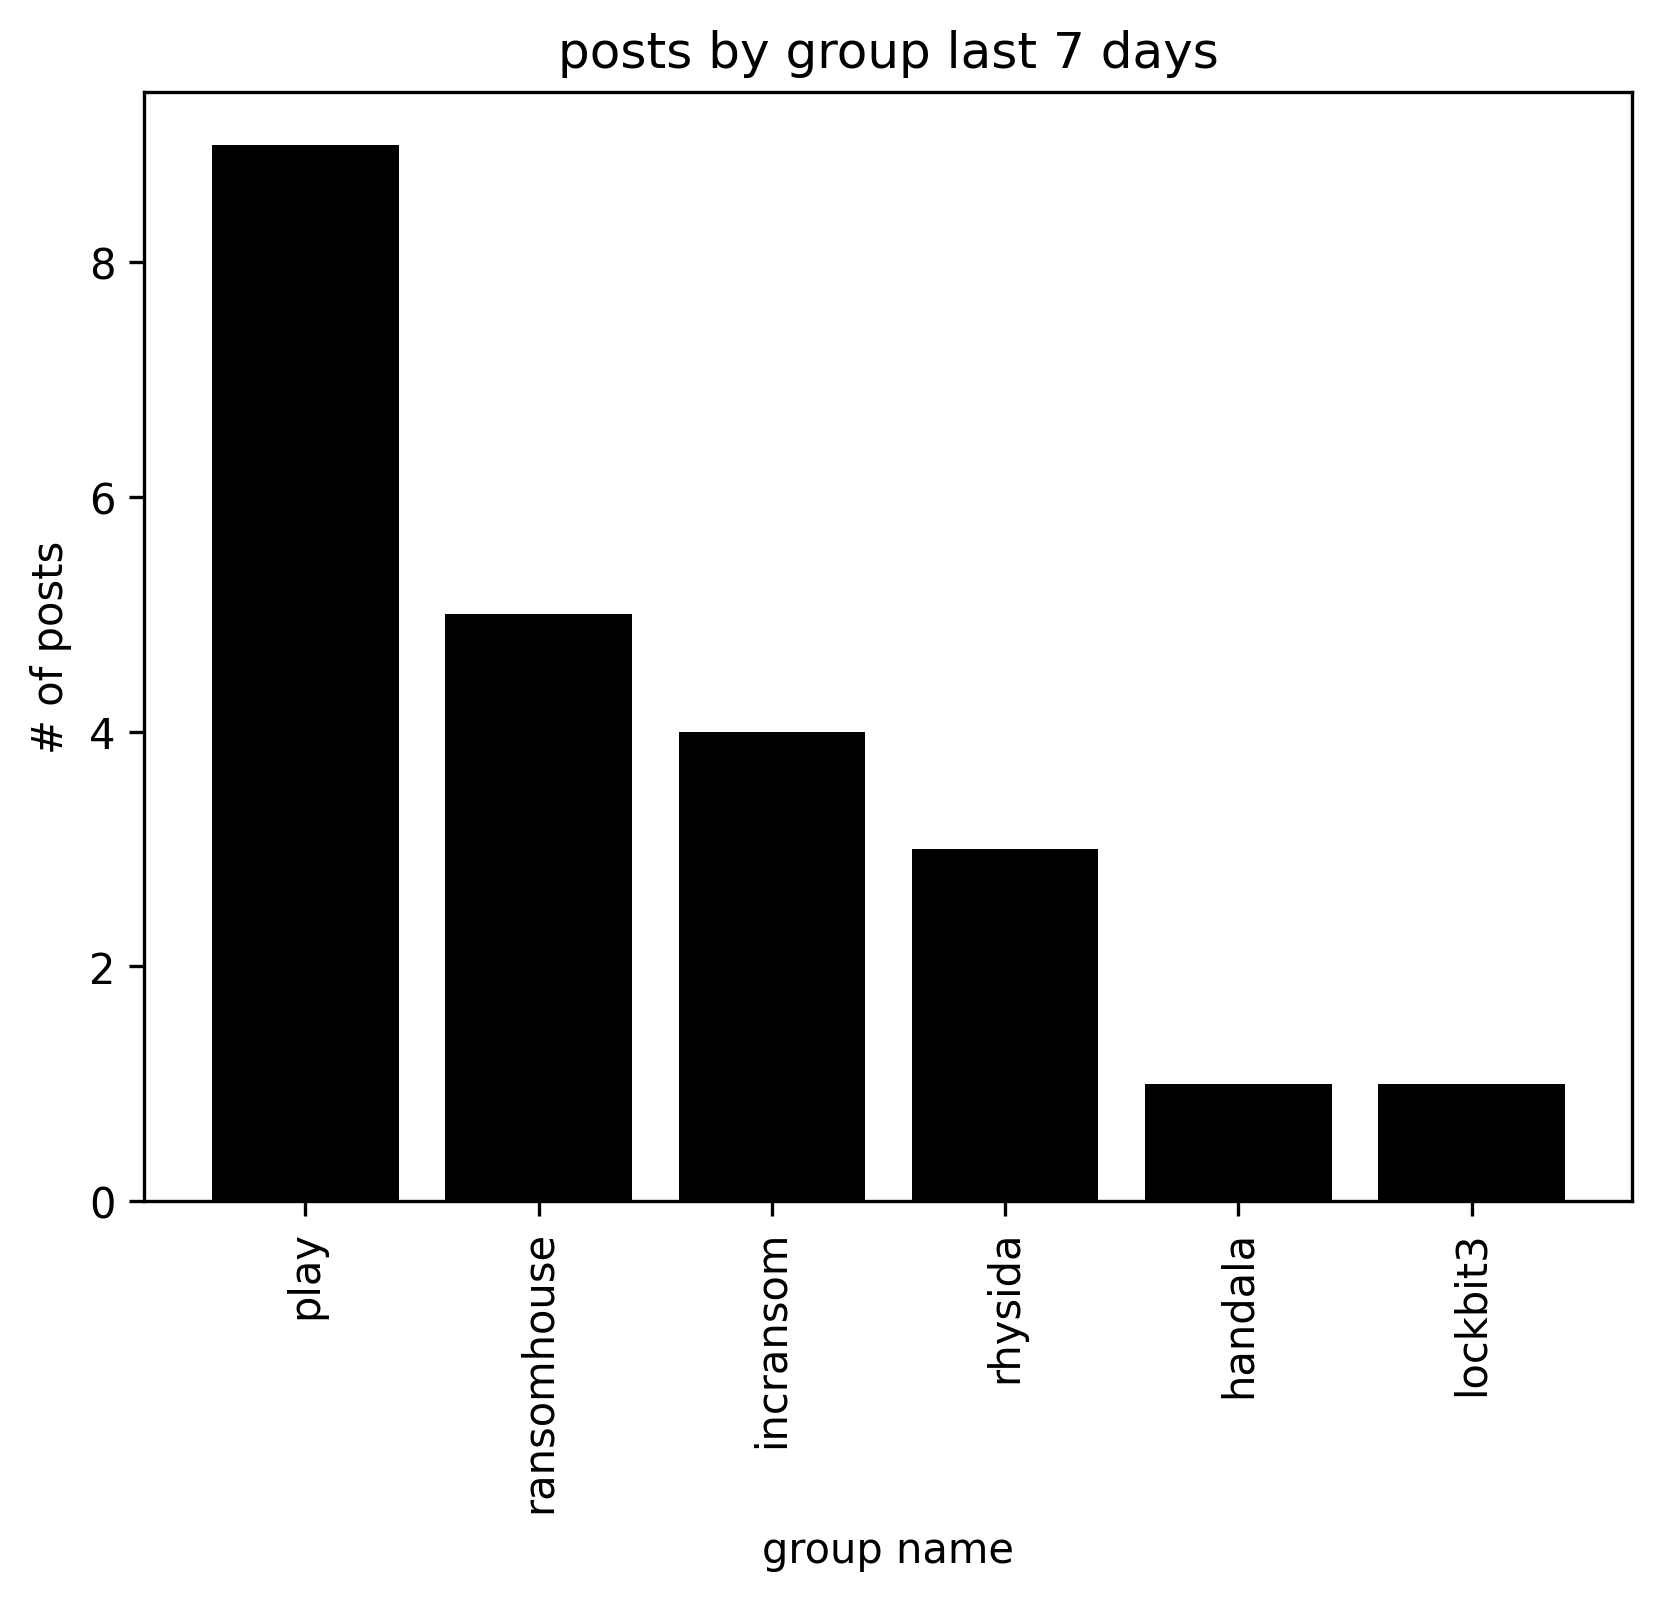 posts by group last 7 days
# of posts
8
6
4
2
0
play
ransomhouse
incransom
rhysida
handala
lockbit3
group name